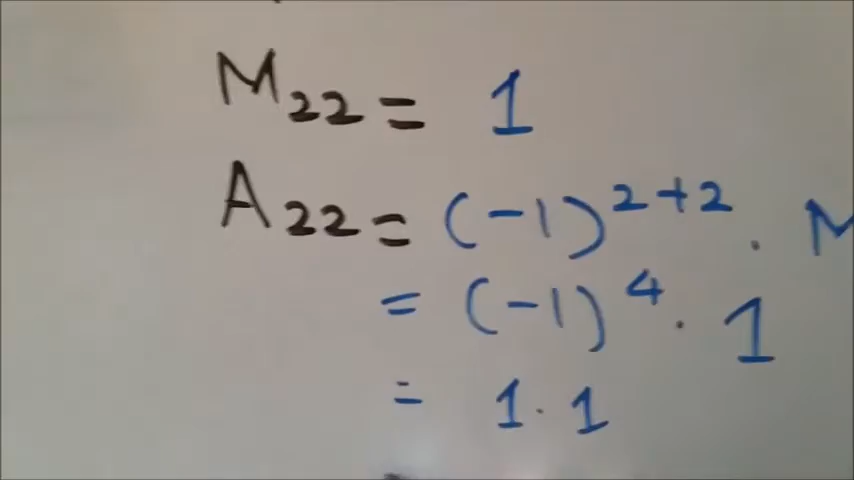 M₂₂ = 1
A₂₂ = (-1)²⁺² . M
= (-1)⁴ . 1
= 1 . 1